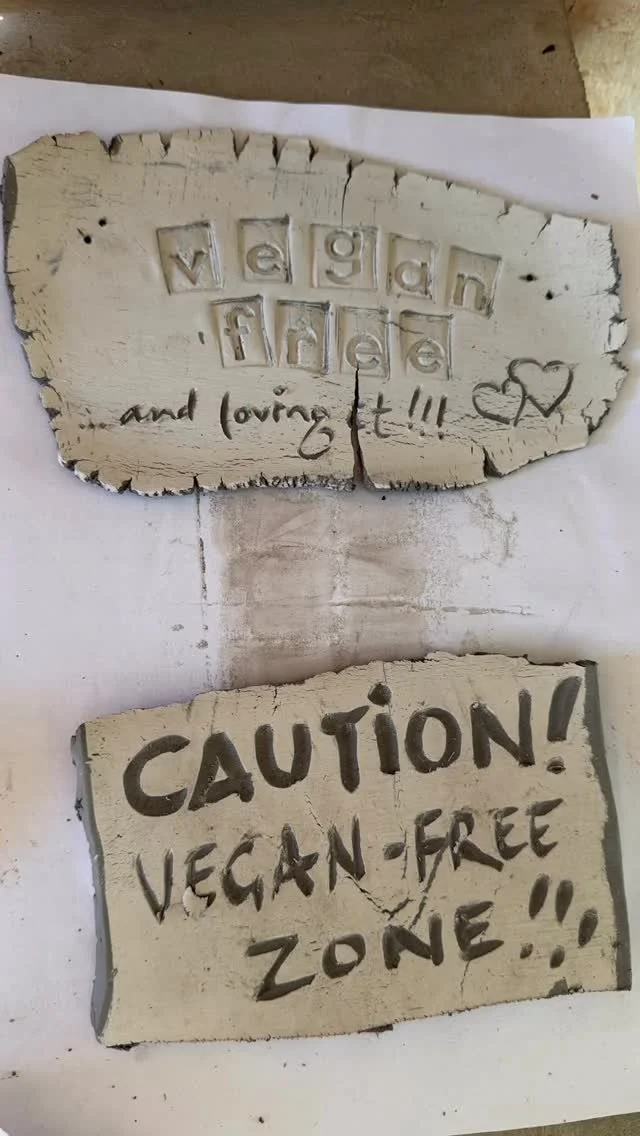 vegan
free
... and loving it!!!
CAUTION!
VEGAN-FREE
ZONE!!!